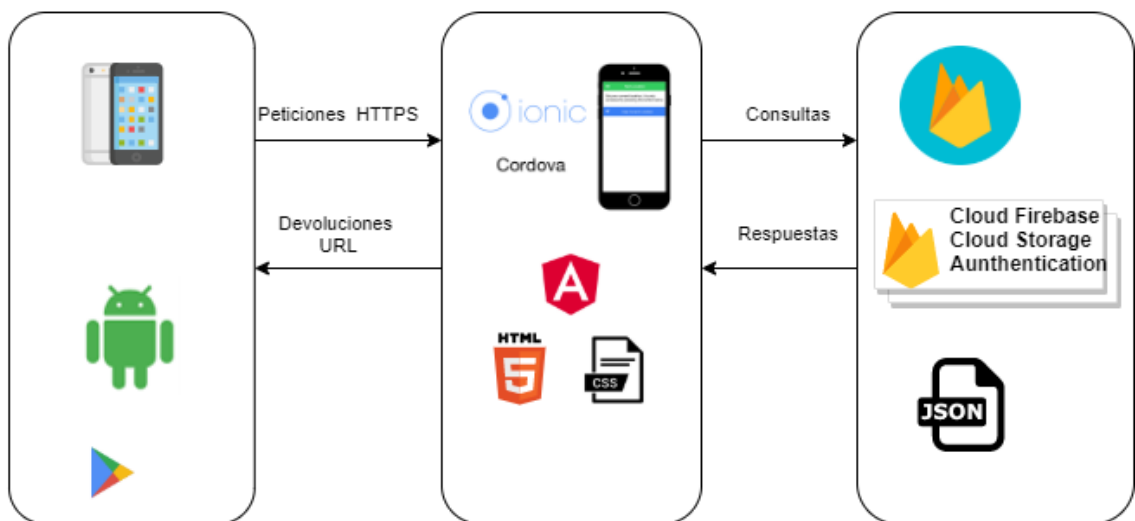 Peticiones HTTPS
Devoluciones
URL
ionic
Cordova
HTML
5
CSS
Consultas
Respuestas
Cloud Firebase
Cloud Storage
Aunthentication
JSON